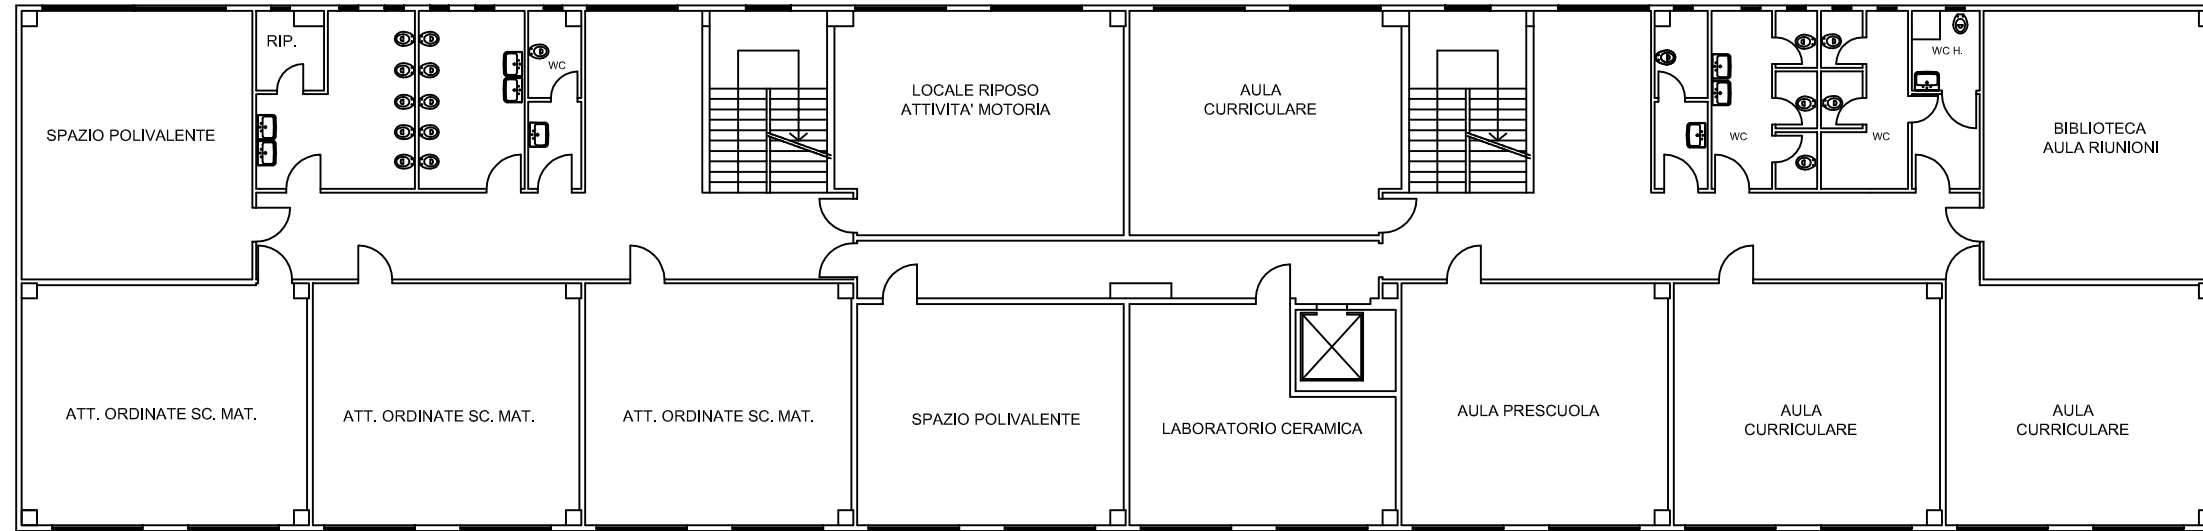 RIP.
WC
LOCALE RIPOSO
ATTIVITA' MOTORIA
AULA
CURRICULARE
WC H.
SPAZIO POLIVALENTE
WC
WC
BIBLIOTECA
AULA RIUNIONI
ATT. ORDINATE SC. MAT.
ATT. ORDINATE SC. MAT.
ATT. ORDINATE SC. MAT.
SPAZIO POLIVALENTE
LABORATORIO CERAMICA
AULA PRESCUOLA
AULA
CURRICULARE
AULA
CURRICULARE